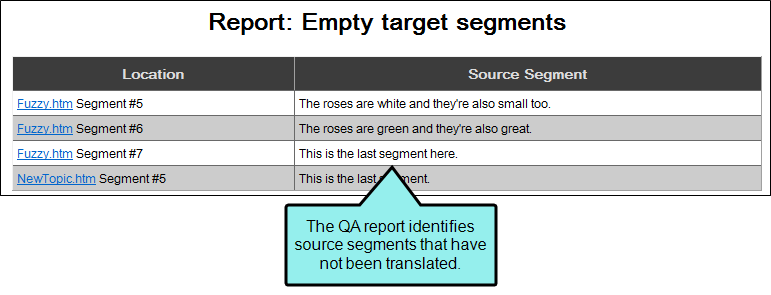 Report: Empty target segments
Location Source Segment
Fuzzy.htm Segment #5 The roses are white and they're also small too.
Fuzzy.htm Segment #6 The roses are green and they're also great.
Fuzzy.htm Segment #7 This is the last segment here.
NewTopic.htm Segment #5 This is the last segment.
The QA report identifies
source segments that have
not been translated.